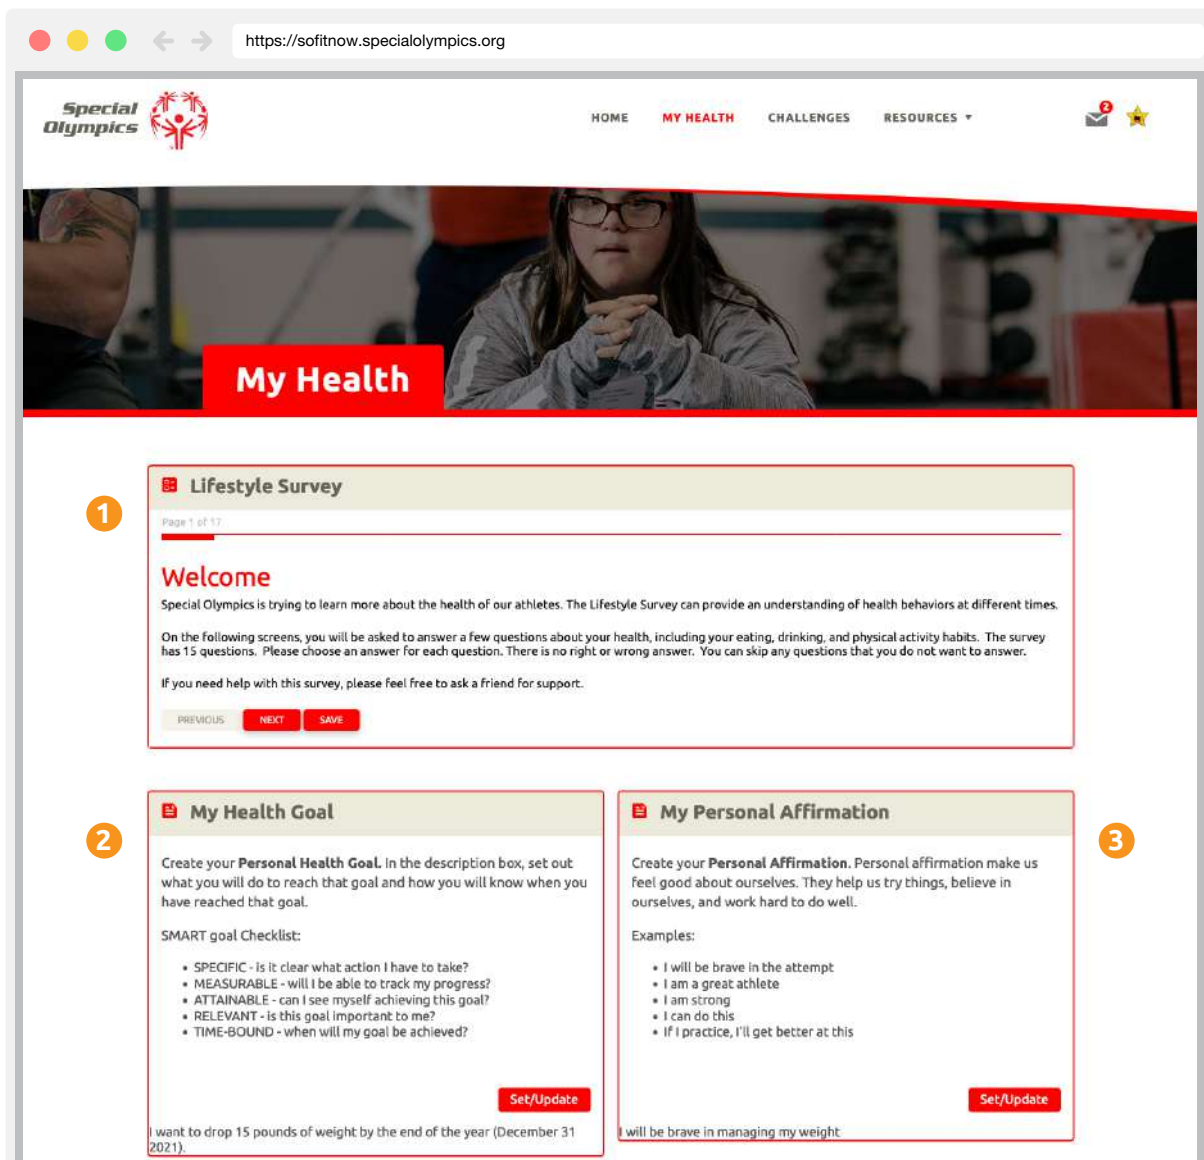 https://sofitnow.specialolympics.org
Special
Olympics
HOME MY HEALTH CHALLENGES RESOURCES
2
My Health
1
Lifestyle Survey
Page 1 of 17
Welcome
Special Olympics is trying to learn more about the health of our athletes. The Lifestyle Survey can provide an understanding of health behaviors at different times.
On the following screens, you will be asked to answer a few questions about your health, including your eating, drinking, and physical activity habits. The survey
has 15 questions. Please choose an answer for each question. There is no right or wrong answer. You can skip any questions that you do not want to answer.
If you need help with this survey, please feel free to ask a friend for support.
PREVIOUS NEXT SAVE
2
My Health Goal
Create your Personal Health Goal. In the description box, set out
what you will do to reach that goal and how you will know when you
have reached that goal.
SMART goal Checklist:
• SPECIFIC - is it clear what action I have to take?
• MEASURABLE - will I be able to track my progress?
• ATTAINABLE - can I see myself achieving this goal?
• RELEVANT - is this goal important to me?
• TIME-BOUND - when will my goal be achieved?
Set/Update
I want to drop 15 pounds of weight by the end of the year (December 31
2021).
3
My Personal Affirmation
Create your Personal Affirmation. Personal affirmation make us
feel good about ourselves. They help us try things, believe in
ourselves, and work hard to do well.
Examples:
• I will be brave in the attempt
• I am a great athlete
• I am strong
• I can do this
• If I practice, I'll get better at this
Set/Update
I will be brave in managing my weight